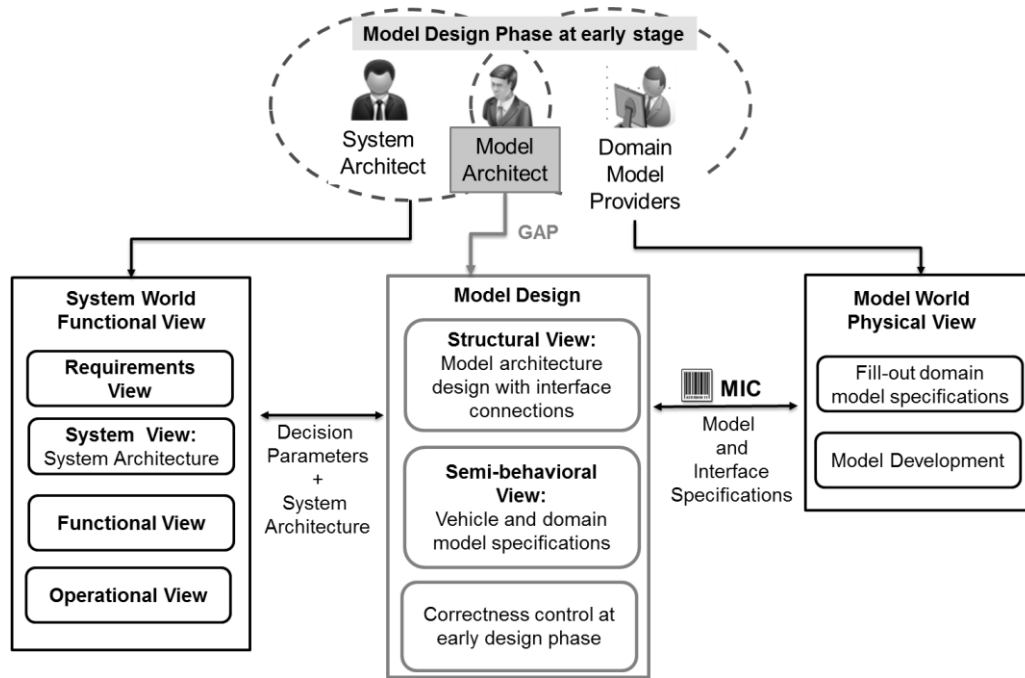 Model Design Phase at early stage
System
Architect
Model
Architect
Domain
Model
Providers
GAP
System World
Functional View
Requirements
View
System View:
System Architecture
Functional View
Operational View
Decision
Parameters
+
System
Architecture
Model Design
Structural View:
Model architecture
design with interface
connections
Semi-behavioral
View:
Vehicle and domain
model specifications
Correctness control at
early design phase
MIC
Model
and
Interface
Specifications
Model World
Physical View
Fill-out domain
model specifications
Model Development